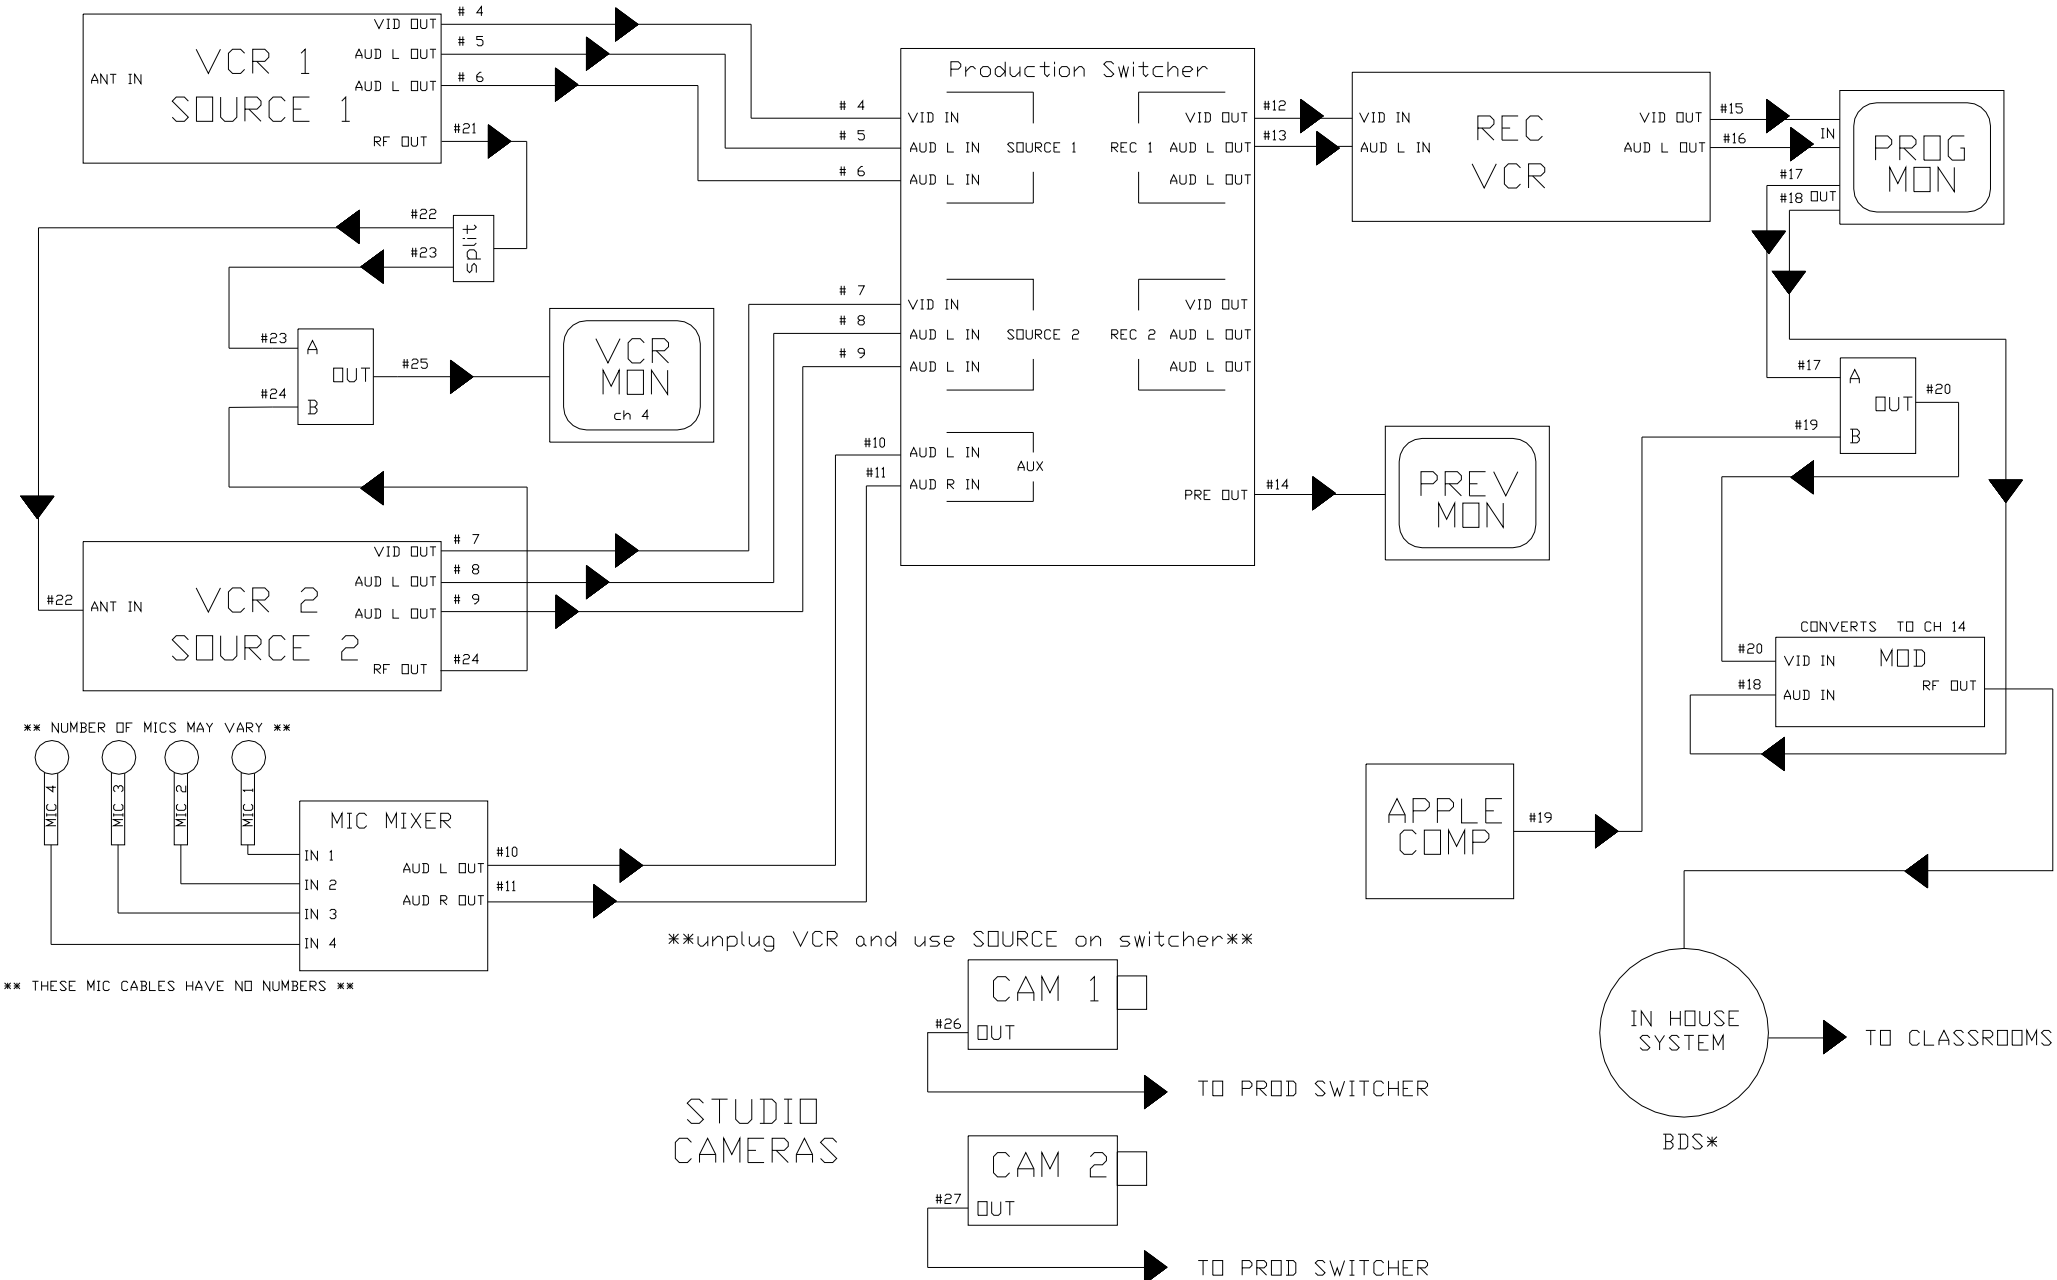 # 4
VID OUT
# 5
AUD L OUT
# 6
AUD L OUT
ANT IN
VCR 1
SOURCE 1
#21
RF OUT
#22
#23
split
#23
A
OUT
#25
#24
B
VCR
MON
ch 4
# 7
VID OUT
# 8
AUD L OUT
# 9
AUD L OUT
#22
ANT IN
VCR 2
SOURCE 2
#24
RF OUT
** NUMBER OF MICS MAY VARY **
MIC 4
MIC 3
MIC 2
MIC 1
MIC MIXER
IN 1
IN 2
IN 3
IN 4
#10
AUD L OUT
#11
AUD R OUT
** THESE MIC CABLES HAVE NO NUMBERS **
Production Switcher
# 4
VID IN
# 5
AUD L IN
SOURCE 1
# 6
AUD L IN
VID OUT
REC 1
AUD L OUT
AUD L OUT
# 7
VID IN
# 8
AUD L IN
SOURCE 2
# 9
AUD L IN
VID OUT
REC 2
AUD L OUT
AUD L OUT
#10
AUD L IN
AUX
#11
AUD R IN
PRE OUT
#14
PREV
MON
#12
#13
VID IN
AUD L IN
REC
VCR
VID OUT
AUD L OUT
#15
#16
IN
#17
#18 OUT
PROG
MON
#17
A
OUT
#20
#19
B
CONVERTS TO CH 14
#20
VID IN
MOD
#18
AUD IN
RF OUT
APPLE
COMP
#19
IN HOUSE
SYSTEM
TO CLASSROOMS
BDS*
**unplug VCR and use SOURCE on switcher**
CAM 1
#26
OUT
TO PROD SWITCHER
STUDIO
CAMERAS
CAM 2
#27
OUT
TO PROD SWITCHER